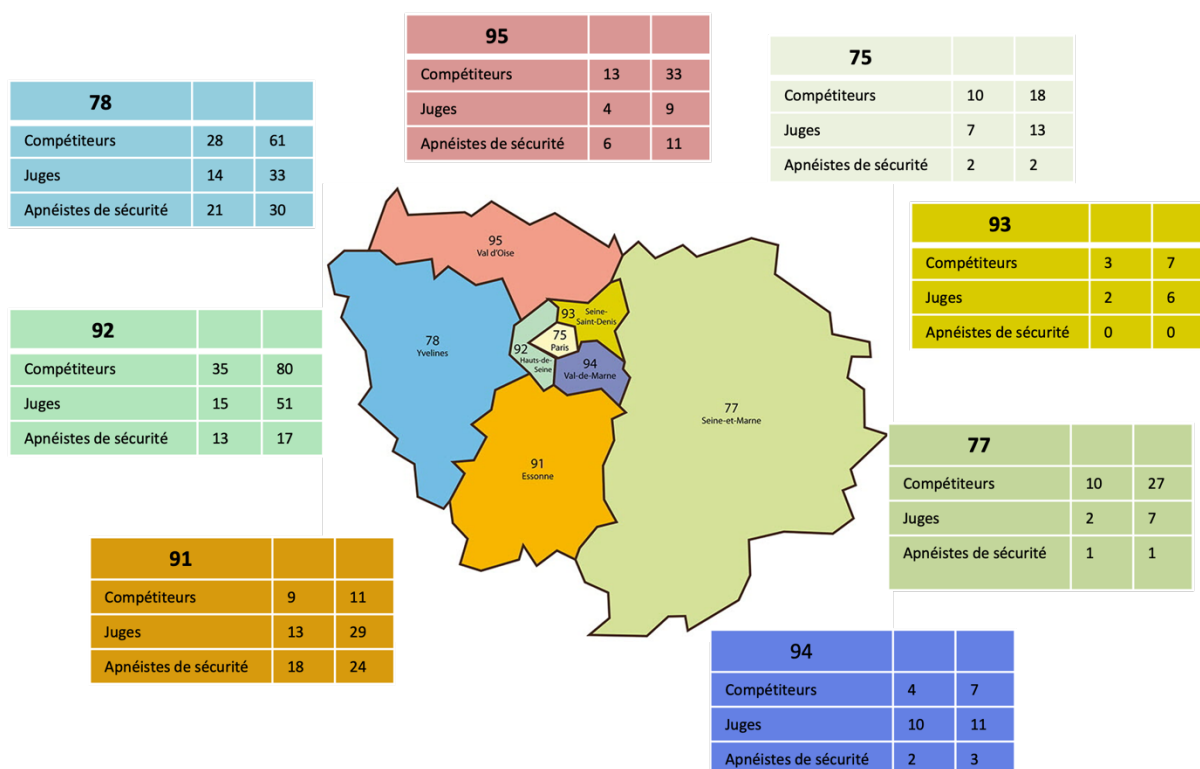 95
Compétiteurs 13 33
Juges 4 9
Apnéistes de sécurité 6 11
75
Compétiteurs 10 18
Juges 7 13
Apnéistes de sécurité 2 2
78
Compétiteurs 28 61
Juges 14 33
Apnéistes de sécurité 21 30
93
Compétiteurs 3 7
Juges 2 6
Apnéistes de sécurité 0 0
92
Compétiteurs 35 80
Juges 15 51
Apnéistes de sécurité 13 17
95
Val d'Oise
78
Yvelines
92
Hauts-de-
Seine
75
Paris
93
Seine-
Saint-Denis
94
Val-de-Marne
77
Seine-et-Marne
91
Essonne
77
Compétiteurs 10 27
Juges 2 7
Apnéistes de sécurité 1 1
91
Compétiteurs 9 11
Juges 13 29
Apnéistes de sécurité 18 24
94
Compétiteurs 4 7
Juges 10 11
Apnéistes de sécurité 2 3